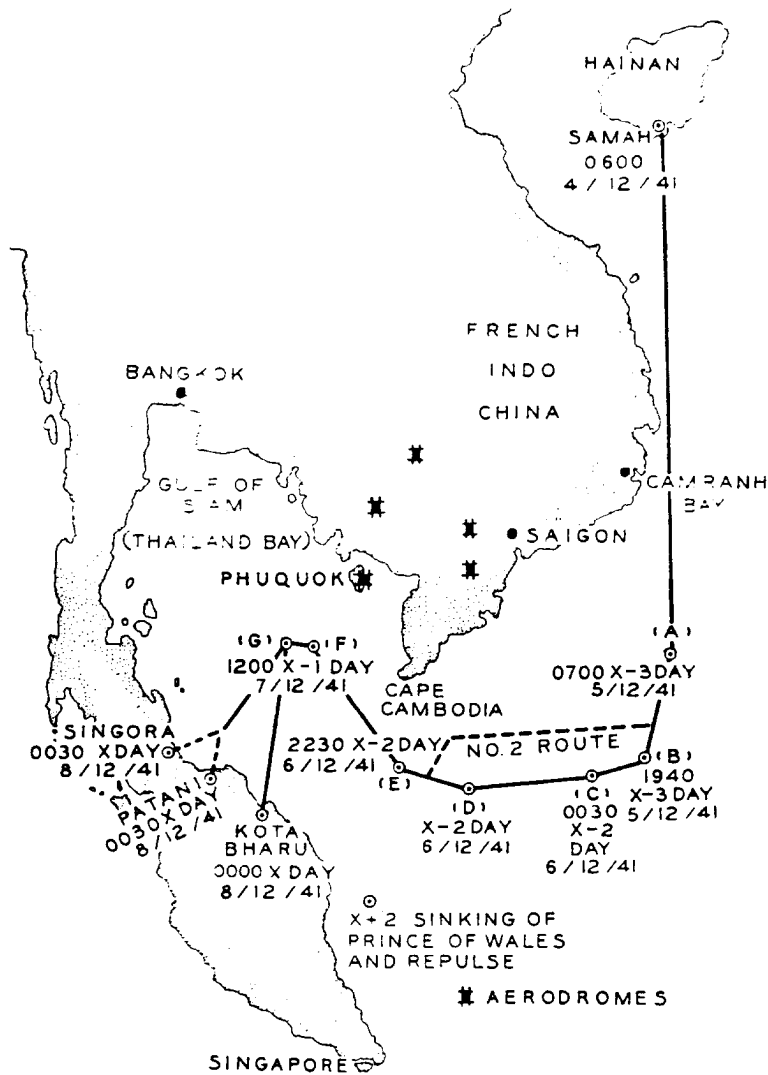 HAINAN
SAMAH
0600
4/12/41
FRENCH
INDO
CHINA
BANGKOK
GULF OF
SIAM
(THAILAND BAY)
CAMRANH
BAY
SAIGON
PHUQUOK
(A)
0700 X-3DAY
5/12/41
(G)
(F)
1200 X-1 DAY
7/12/41
CAPE
CAMBODIA
SINGORA
0030 XDAY
8/12/41
2230 X-2DAY
6/12/41
(E)
NO.2 ROUTE
(B)
1940
X-3DAY
5/12/41
(C)
0030
X-2
DAY
6/12/41
(D)
X-2DAY
6/12/41
PATANI
0030 X DAY
8/12/41
KOTA
BHARU
0000 X DAY
8/12/41
X+2 SINKING OF
PRINCE OF WALES
AND REPULSE
AERODROMES
SINGAPORE